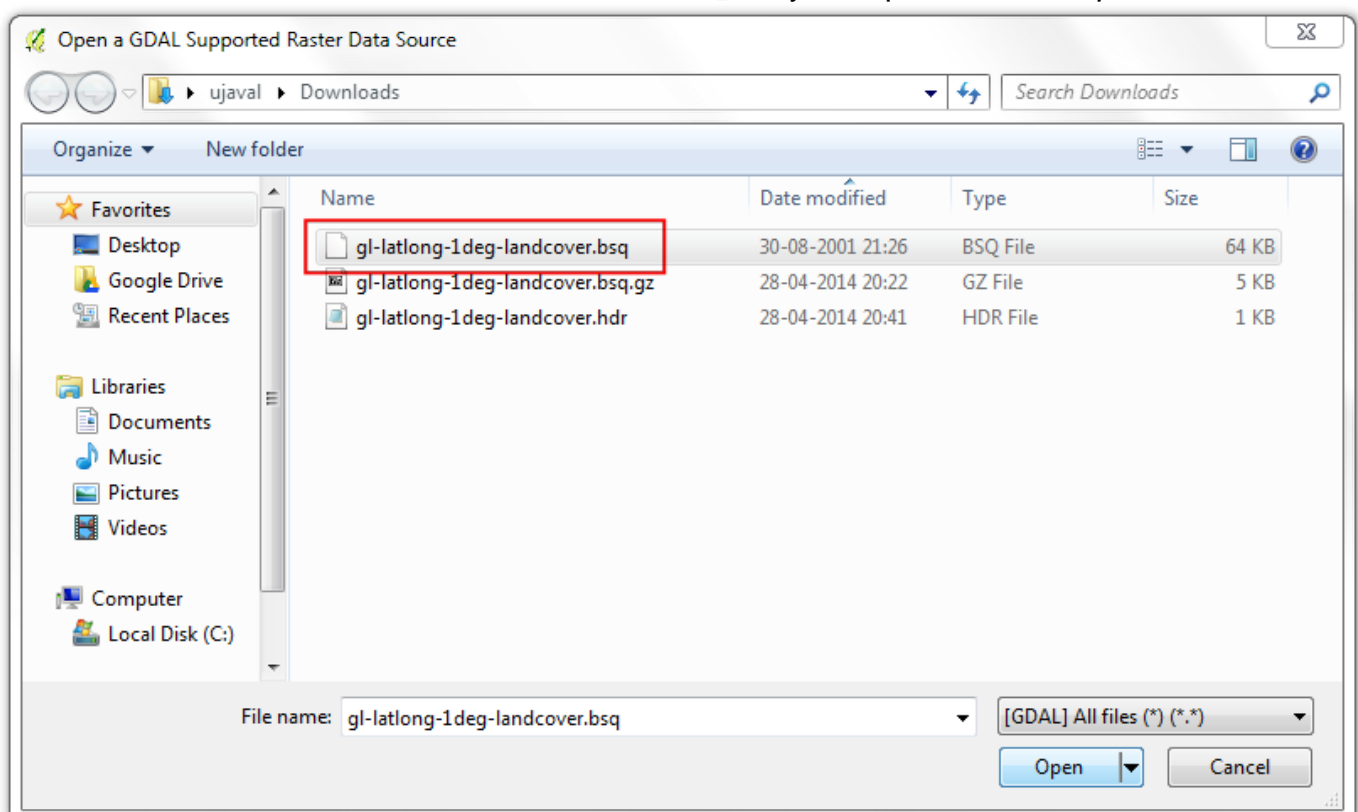 Open a GDAL Supported Raster Data Source
ujaval Downloads
Search Downloads
Organize New folder
Name Date modified Type Size
Favorites
Desktop
Google Drive
Recent Places
Libraries
Documents
Music
Pictures
Videos
Computer
Local Disk (C:)
gl-latlong-1deg-landcover.bsq 30-08-2001 21:26 BSQ File 64 KB
gl-latlong-1deg-landcover.bsq.gz 28-04-2014 20:22 GZ File 5 KB
gl-latlong-1deg-landcover.hdr 28-04-2014 20:41 HDR File 1 KB
File name: gl-latlong-1deg-landcover.bsq [GDAL] All files (*) (*.*)
Open Cancel